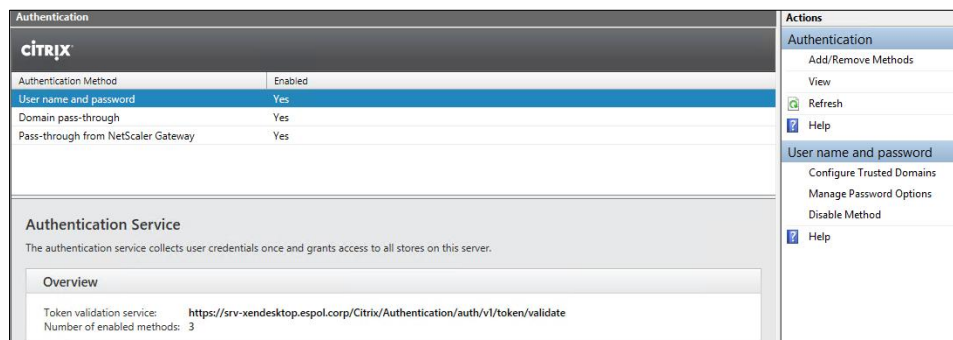 Authentication
CİTRIX
Authentication Method Enabled
User name and password Yes
Domain pass-through Yes
Pass-through from NetScaler Gateway Yes
Authentication Service
The authentication service collects user credentials once and grants access to all stores on this server.
Overview
Token validation service: https://srv-xendesktop.espol.corp/Citrix/Authentication/auth/v1/token/validate
Number of enabled methods: 3
Actions
Authentication
Add/Remove Methods
View
Refresh
Help
User name and password
Configure Trusted Domains
Manage Password Options
Disable Method
Help